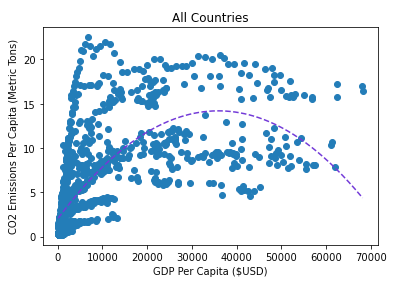 All Countries
CO2 Emissions Per Capita (Metric Tons)
20
15
10
5
0
0 10000 20000 30000 40000 50000 60000 70000
GDP Per Capita ($USD)